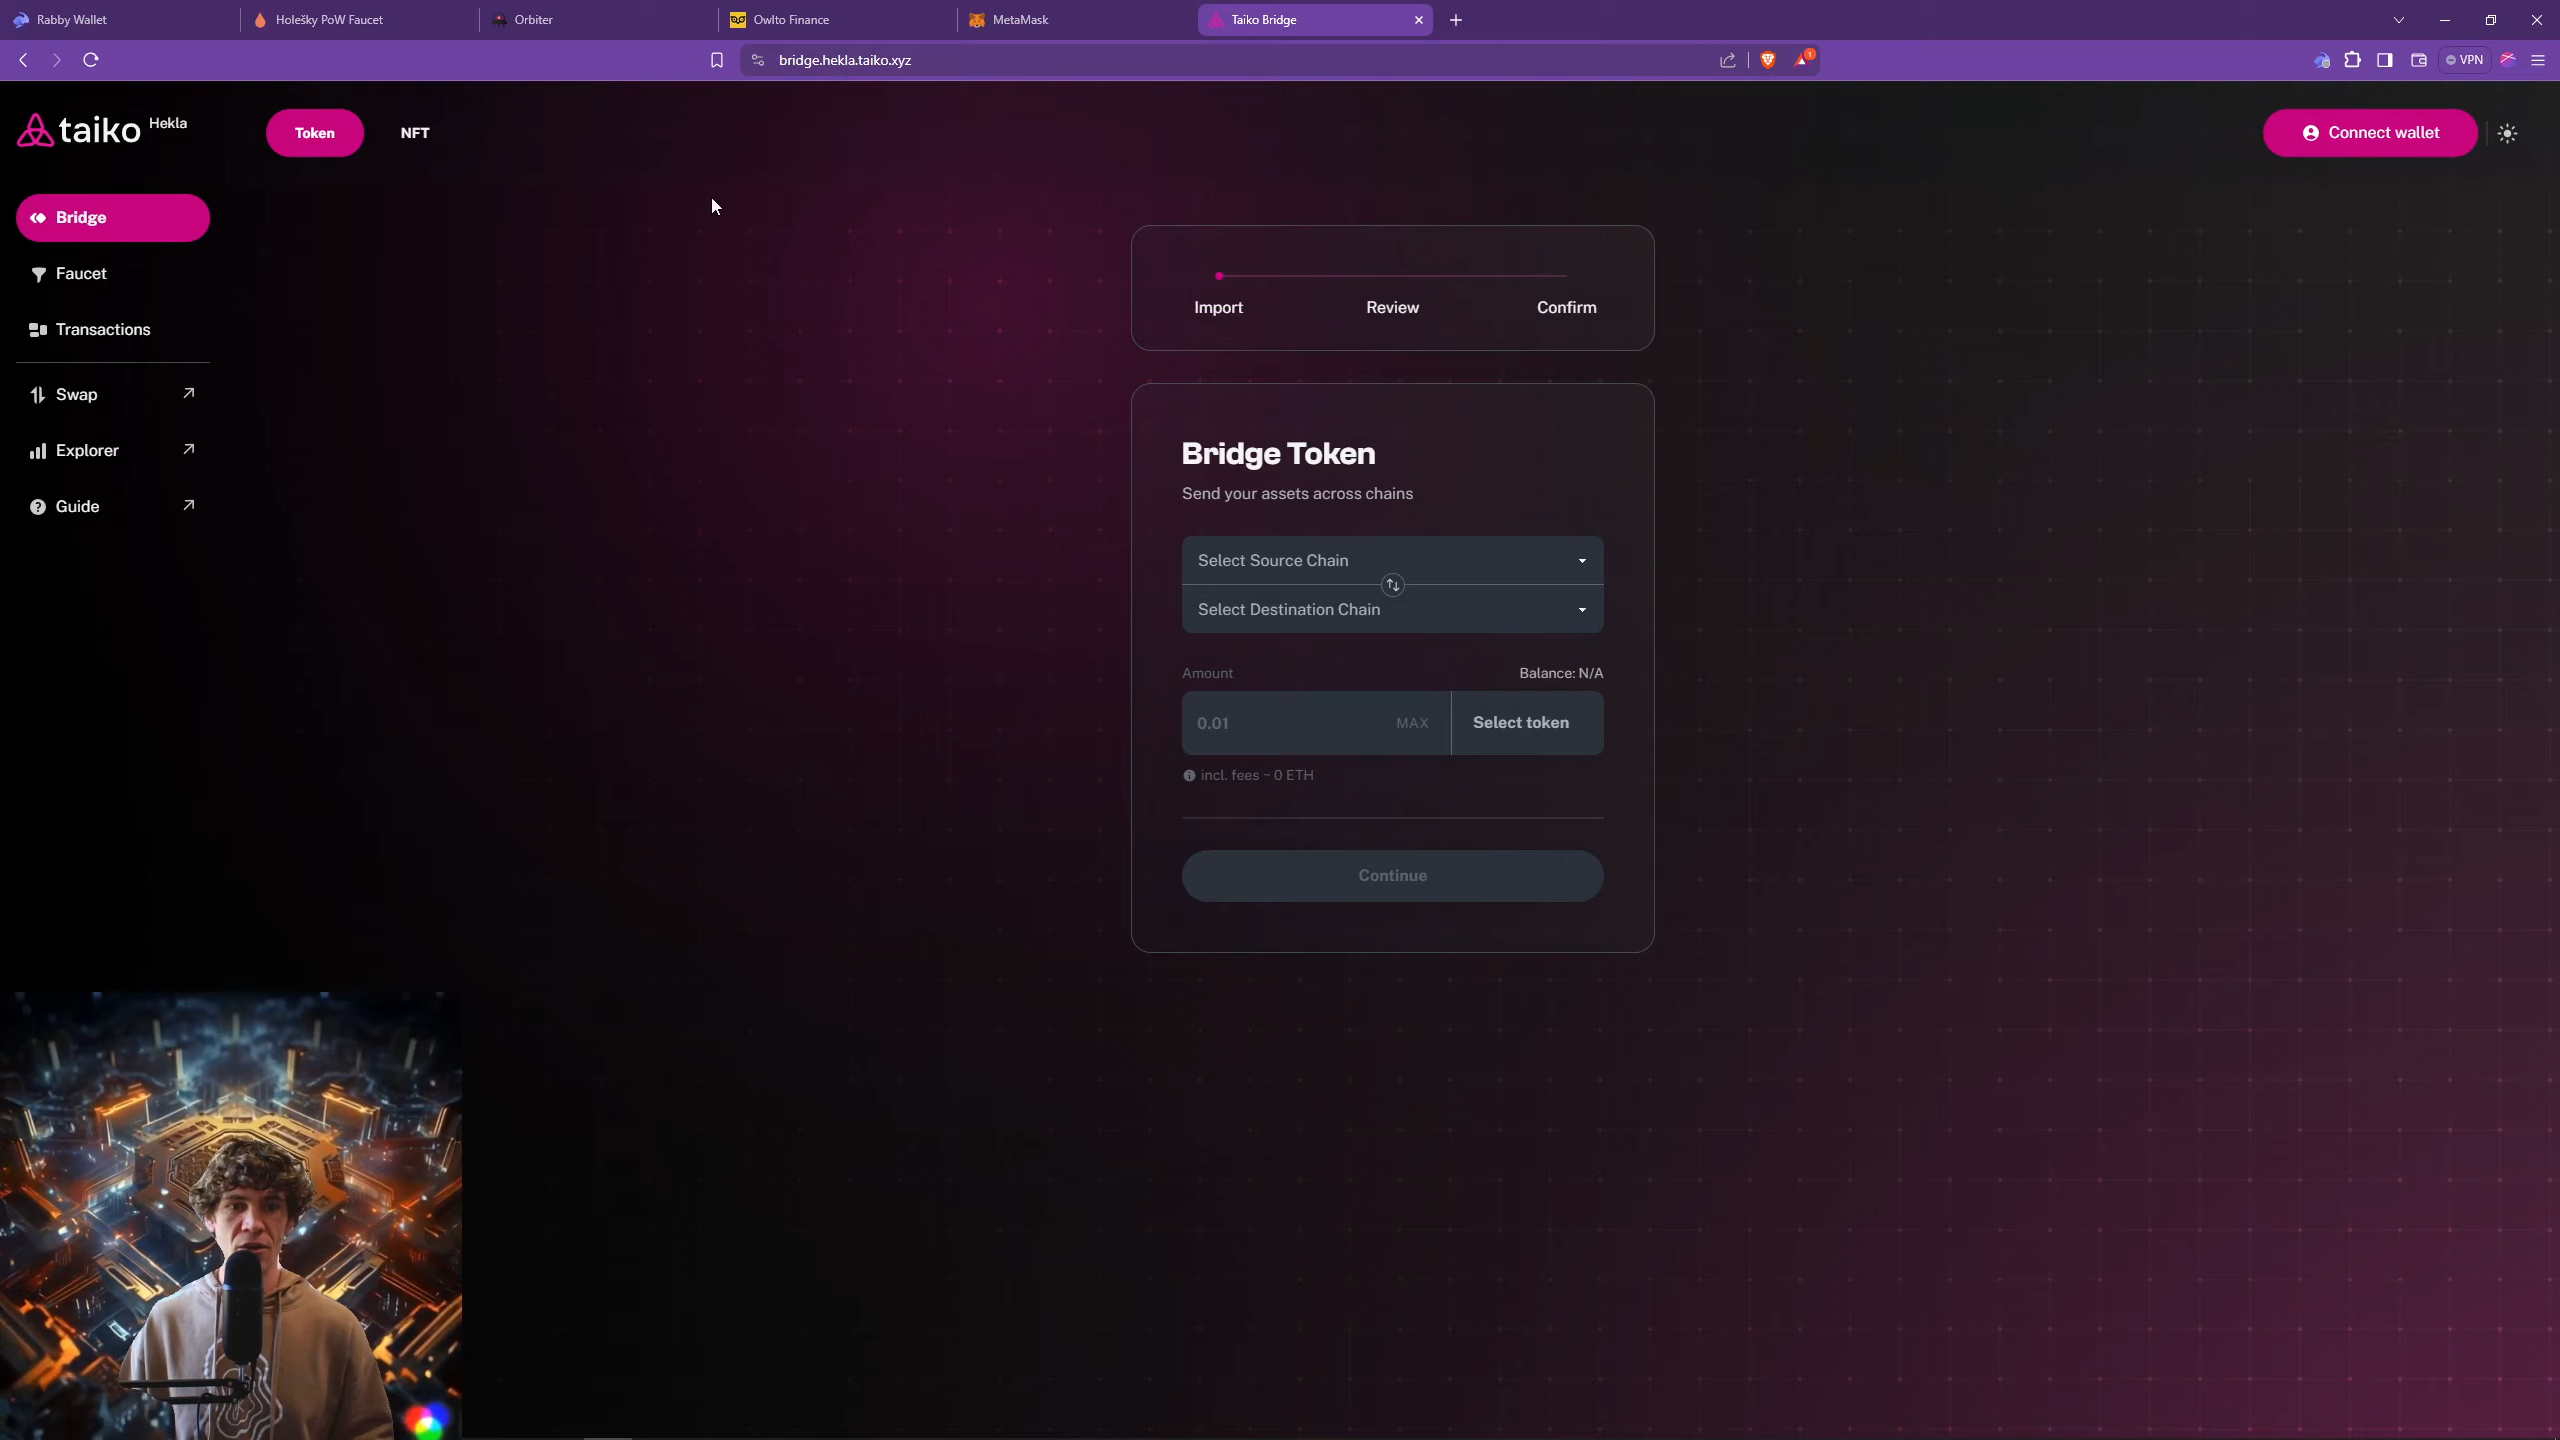 Rabby Wallet
Holešky PoW Faucet
Orbiter
Owlto Finance
MetaMask
Taiko Bridge
bridge.hekla.taiko.xyz
1
VPN
taiko Hekla
Token
NFT
Connect wallet
Bridge
Faucet
Transactions
Swap
Explorer
Guide
Import
Review
Confirm
Bridge Token
Send your assets across chains
Select Source Chain
Select Destination Chain
Amount
Balance: N/A
0.01
MAX
Select token
incl. fees ~ 0 ETH
Continue